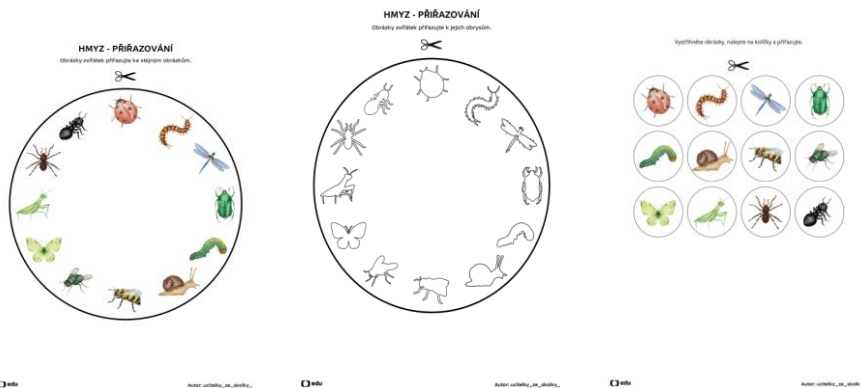 HMYZ - PŘIŘAZOVÁNÍ
Obrázky zvířátek přiřazujte ke stejným obrázkům.
edu
Autor: ucitelky_ze_skolky_
HMYZ - PŘIŘAZOVÁNÍ
Obrázky zvířátek přiřazujte k jejich obrysům.
edu
Autor: ucitelky_ze_skolky_
Vystřihněte obrázky, nalepte na kolíčky a přiřazujte.
edu
Autor: ucitelky_ze_skolk